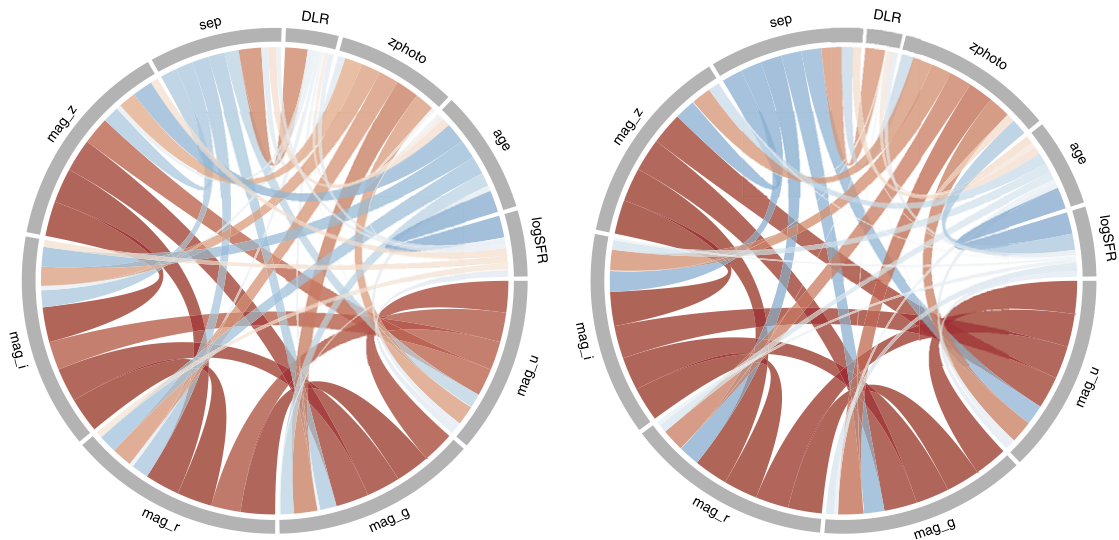 sep
DLR
zphoto
age
logSFR
mag_u
mag_g
mag_r
mag_i
mag_z
sep
DLR
zphoto
age
logSFR
mag_u
mag_g
mag_r
mag_i
mag_z